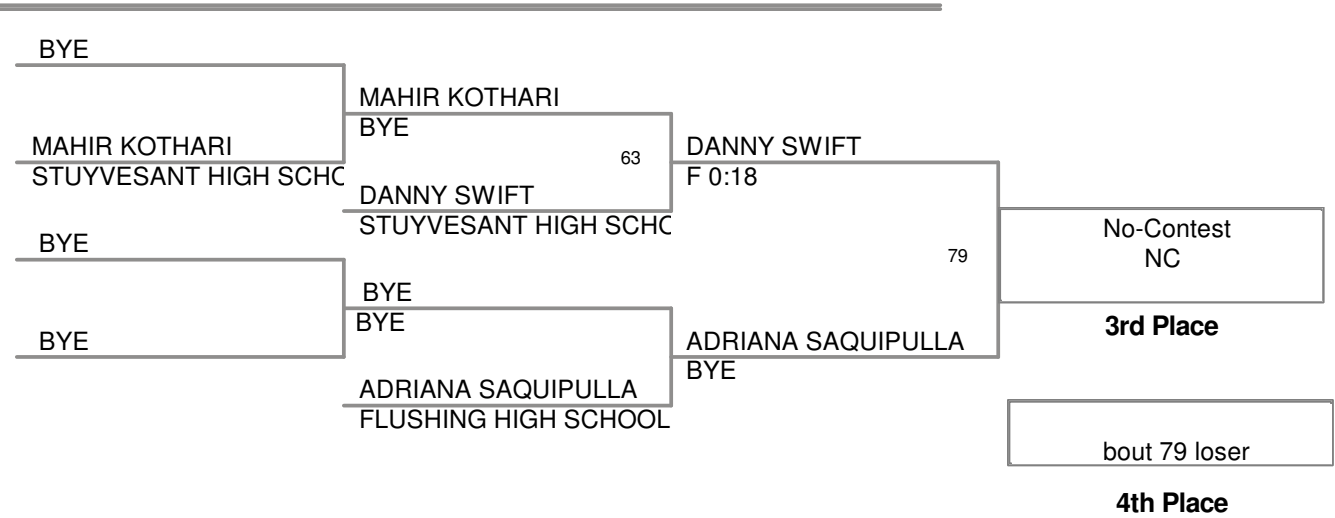 BYE
MAHIR KOTHARI
STUYVESANT HIGH SCHO
BYE
BYE
MAHIR KOTHARI
BYE
63
DANNY SWIFT
STUYVESANT HIGH SCHO
BYE
BYE
ADRIANA SAQUIPULLA
FLUSHING HIGH SCHOOL
DANNY SWIFT
F 0:18
79
ADRIANA SAQUIPULLA
BYE
No-Contest
NC
3rd Place
bout 79 loser
4th Place